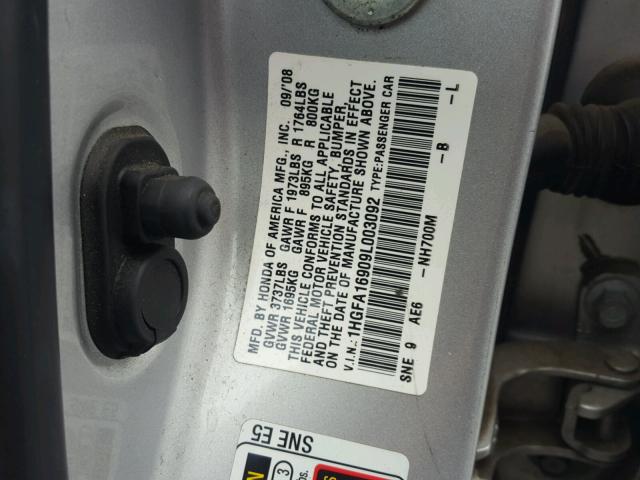 MFD. BY HONDA OF AMERICA MFG., INC. 09/'08
GVWR 3737LBS GAWR F 1973LBS R 1764LBS
GVWR 1695KG GAWR F 895KG R 800KG
THIS VEHICLE CONFORMS TO ALL APPLICABLE
FEDERAL MOTOR VEHICLE SAFETY, BUMPER,
AND THEFT PREVENTION STANDARDS IN EFFECT
ON THE DATE OF MANUFACTURE SHOWN ABOVE.
V.I.N.: 1HGFA16909L003092 TYPE:PASSENGER CAR
SNE 9 AE6 -NH700M -B -L
SNE E5
3